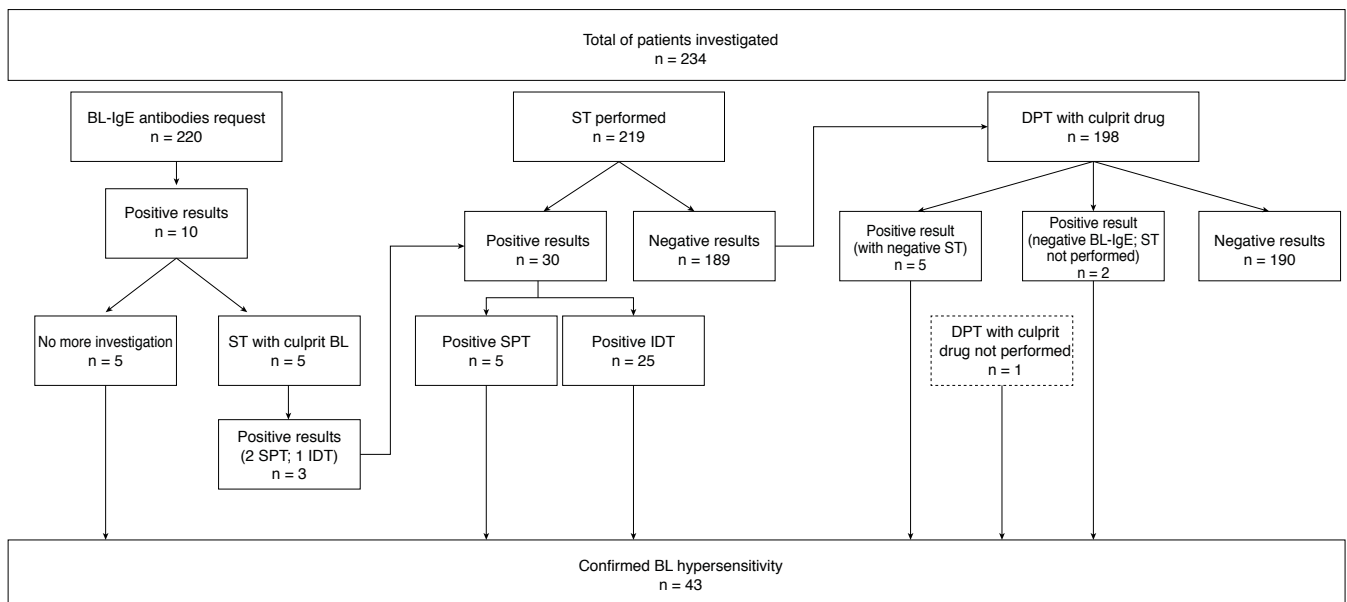 Total of patients investigated
n = 234
BL-IgE antibodies request
n = 220
ST performed
n = 219
DPT with culprit drug
n = 198
Positive results
n = 10
Positive results
n = 30
Negative results
n = 189
Positive result
(with negative ST)
n = 5
Positive result
(negative BL-IgE; ST
not performed)
n = 2
Negative results
n = 190
No more investigation
n = 5
ST with culprit BL
n = 5
Positive SPT
n = 5
Positive IDT
n = 25
DPT with culprit
drug not performed
n = 1
Positive results
(2 SPT; 1 IDT)
n = 3
Confirmed BL hypersensitivity
n = 43